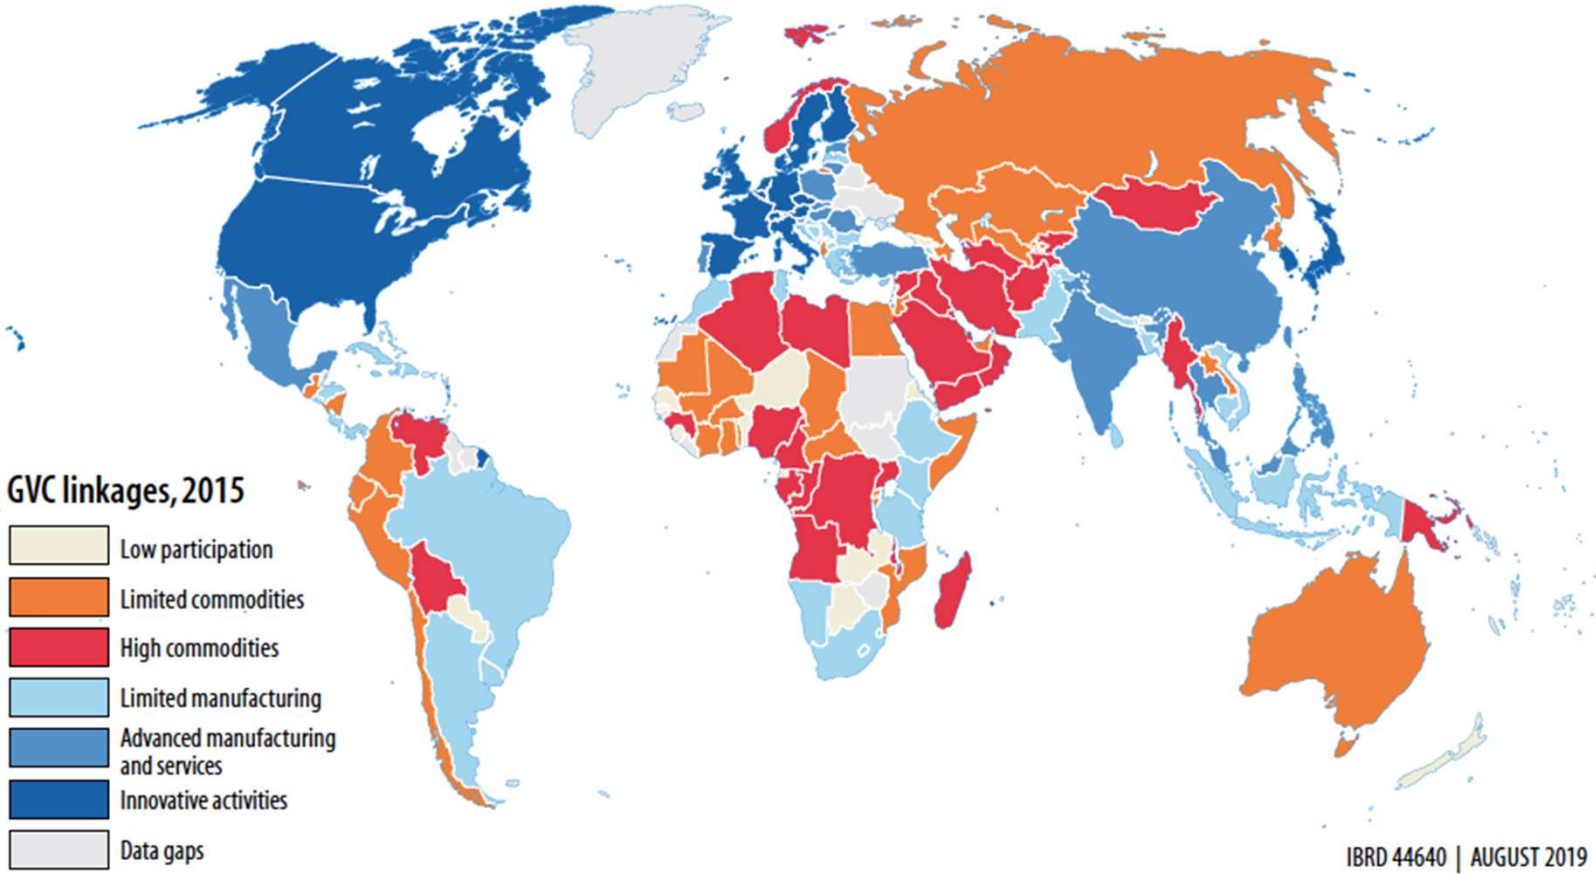 GVC linkages, 2015
Low participation
Limited commodities
High commodities
Limited manufacturing
Advanced manufacturing
and services
Innovative activities
Data gaps
IBRD 44640 | AUGUST 2019